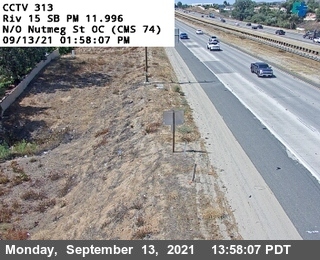 CCTV 313
Riv 15 SB PM 11.996
N/O Nutmeg St OC (CMS 74)
09/13/21 01:58:07 PM
Monday, September 13, 2021 13:58:07 PDT